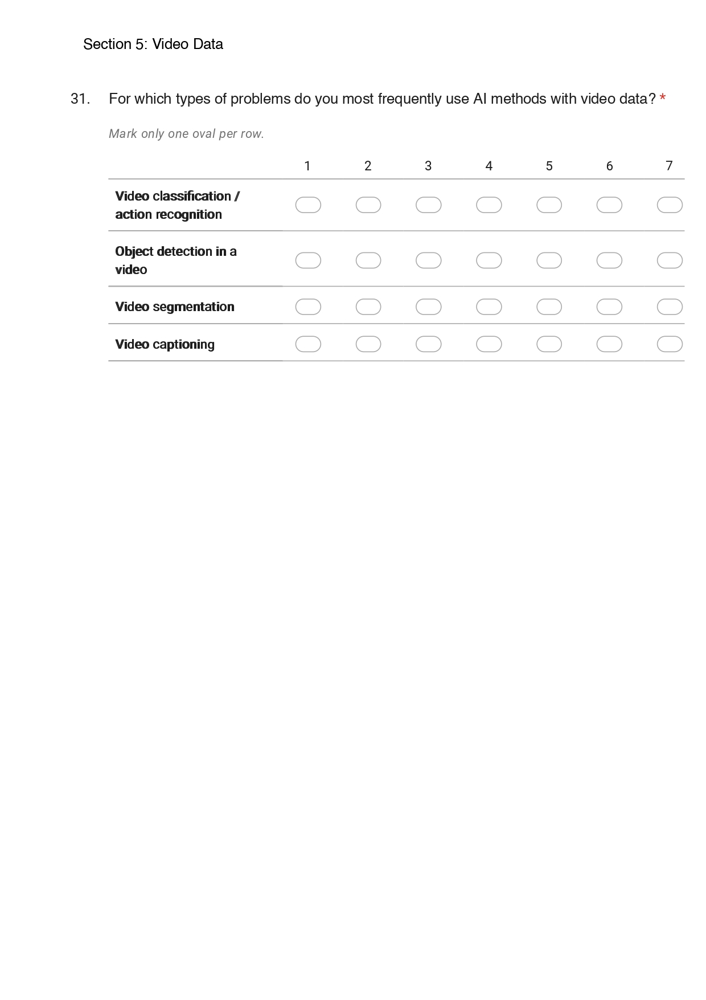 Section 5: Video Data
31. For which types of problems do you most frequently use AI methods with video data? *
Mark only one oval per row.
1 2 3 4 5 6 7
Video classification /
action recognition
Object detection in a
video
Video segmentation
Video captioning